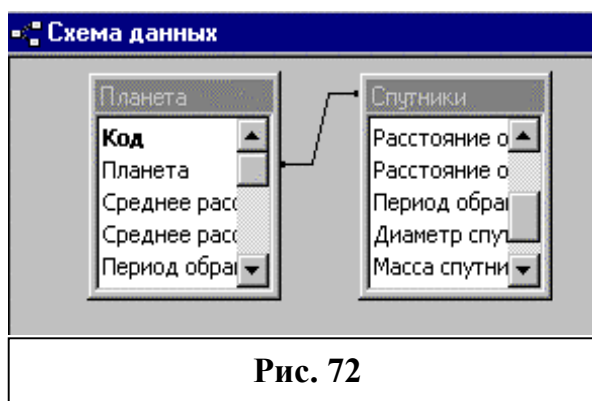 Схема данных
Планета
Код
Планета
Среднее расс
Среднее расс
Период обра
Спутники
Расстояние о
Расстояние о
Период обра
Диаметр спу
Масса спутни
Рис. 72